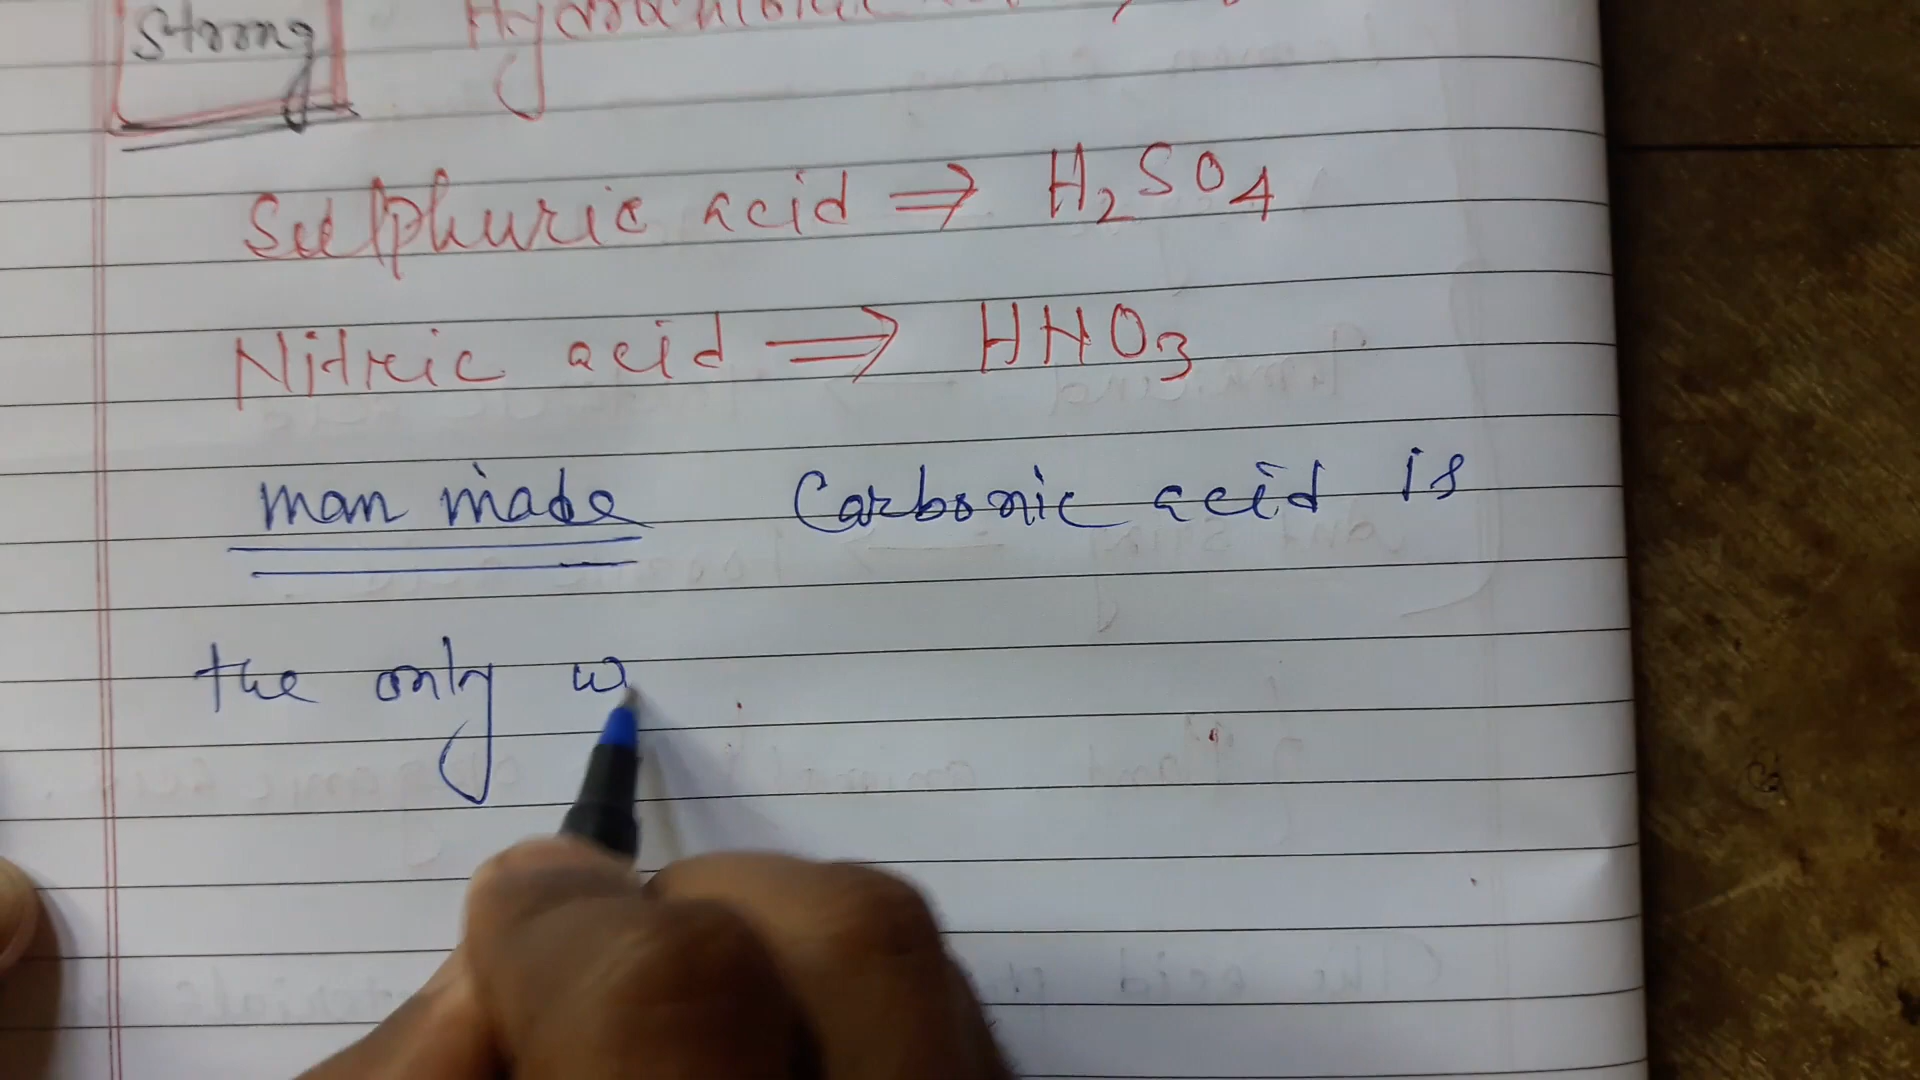 Strong
Sulphuric acid ⇒ H₂SO₄
Nitric acid ⇒ HNO₃
man made Carbonic acid is
the only w